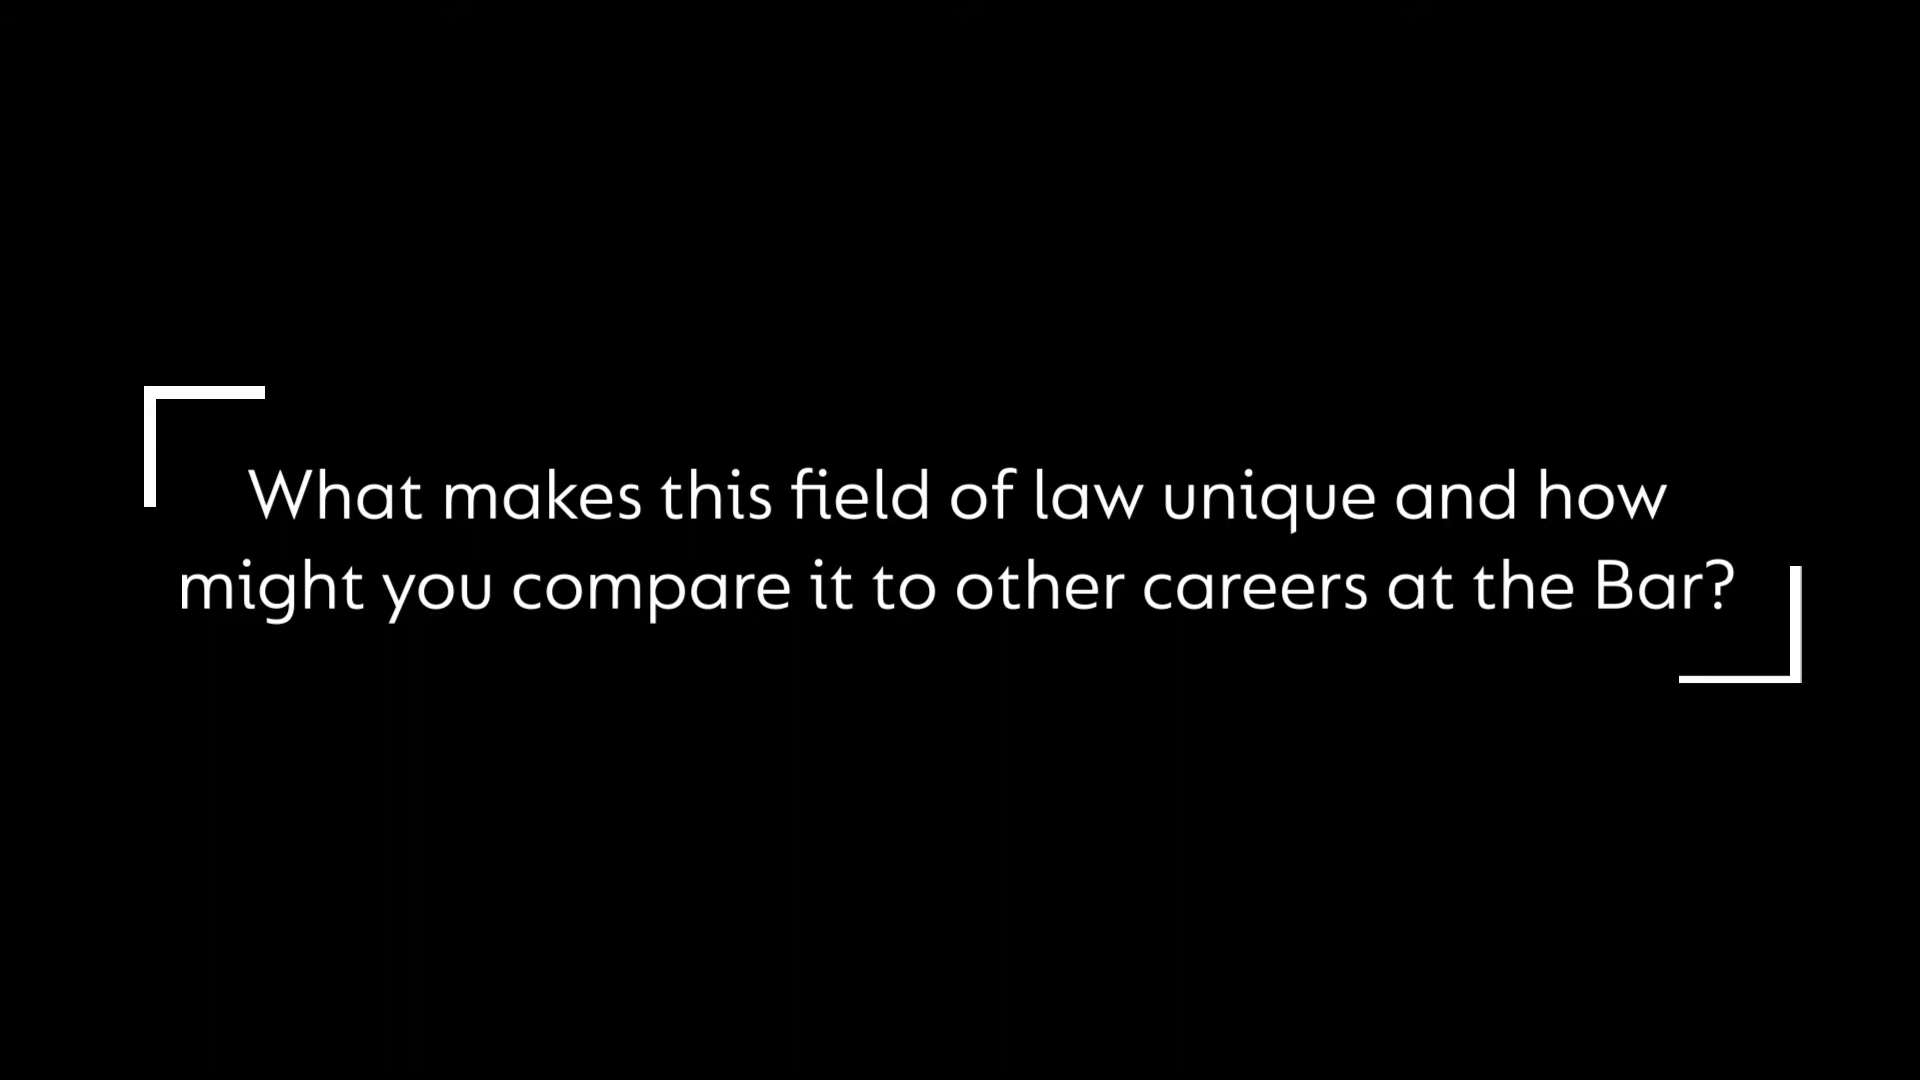 What makes this field of law unique and how
might you compare it to other careers at the Bar?